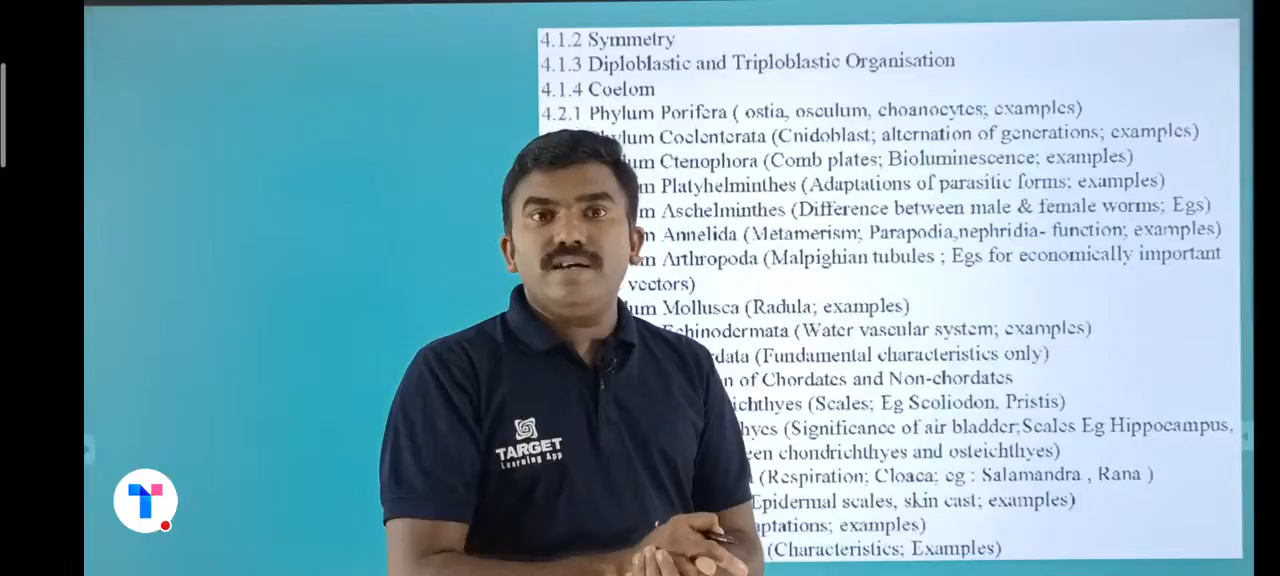 4.1.2 Symmetry
4.1.3 Diploblastic and Triploblastic Organisation
4.1.4 Coelom
4.2.1 Phylum Porifera ( ostia, osculum, choanocytes; examples)
Phylum Coelenterata (Cnidoblast; alternation of generations; examples)
um Ctenophora (Comb plates; Bioluminescence; examples)
m Platyhelminthes (Adaptations of parasitic forms; examples)
m Aschelminthes (Difference between male & female worms; Egs)
m Annelida (Metamerism; Parapodia,nephridia- function; examples)
m Arthropoda (Malpighian tubules ; Egs for economically important
vectors)
um Mollusca (Radula; examples)
Echinodermata (Water vascular system; examples)
data (Fundamental characteristics only)
n of Chordates and Non-chordates
ichthyes (Scales; Eg Scoliodon, Pristis)
hyes (Significance of air bladder;Scales Eg Hippocampus,
een chondrichthyes and osteichthyes)
(Respiration; Cloaca; eg : Salamandra , Rana )
Epidermal scales, skin cast; examples)
aptations; examples)
(Characteristics; Examples)
TARGET
Learning App